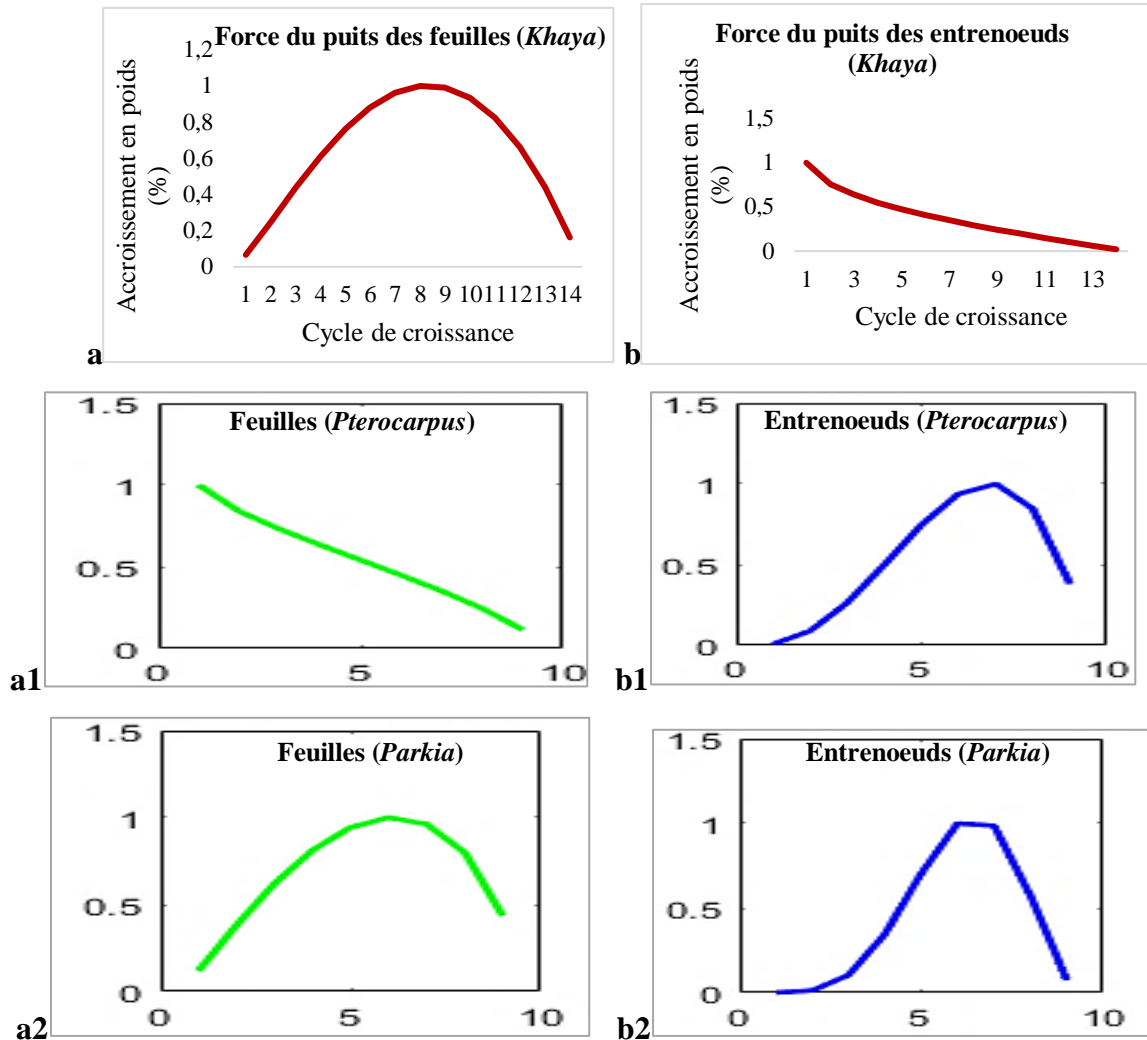 Force du puits des feuilles (Khaya)
Accroissement en poids
(%)
1,2
1
0,8
0,6
0,4
0,2
0
1 2 3 4 5 6 7 8 9 10 11 12 13 14
Cycle de croissance
a
Force du puits des entrenoeuds
(Khaya)
Accroissement en poids
(%)
1,5
1
0,5
0
1 3 5 7 9 11 13
Cycle de croissance
b
Feuilles (Pterocarpus)
1.5
1
0.5
0
0 5 10
a1
Entrenoeuds (Pterocarpus)
1.5
1
0.5
0
0 5 10
b1
Feuilles (Parkia)
1.5
1
0.5
0
0 5 10
a2
Entrenoeuds (Parkia)
1.5
1
0.5
0
0 5 10
b2